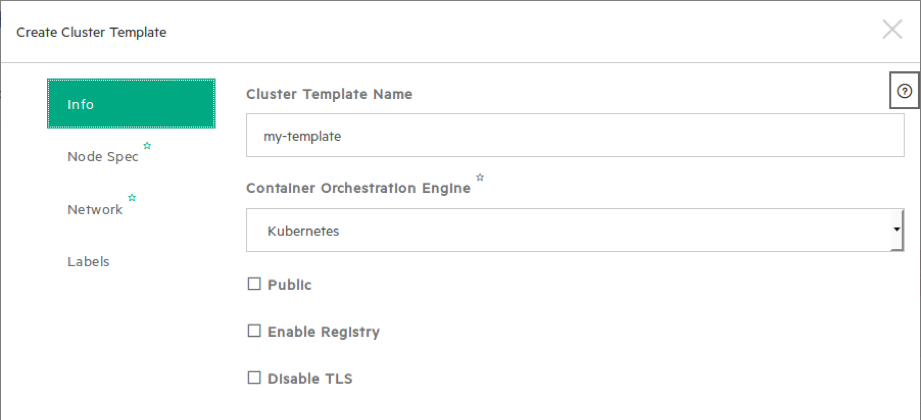 Create Cluster Template
Info
Node Spec
Network
Labels
Cluster Template Name
my-template
Container Orchestration Engine
Kubernetes
Public
Enable Registry
Disable TLS